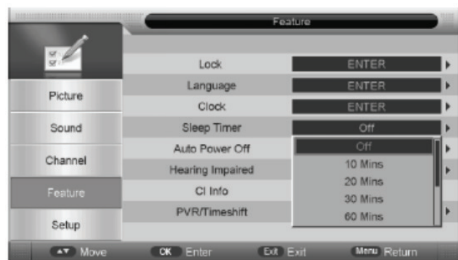 Feature
Lock ENTER
Language ENTER
Clock ENTER
Sleep Timer Off
Auto Power Off Off
Hearing Impaired 10 Mins
20 Mins
CI Info 30 Mins
PVR/Timeshift 60 Mins
Picture
Sound
Channel
Feature
Setup
Move OK Enter Exit Exit Menu Return